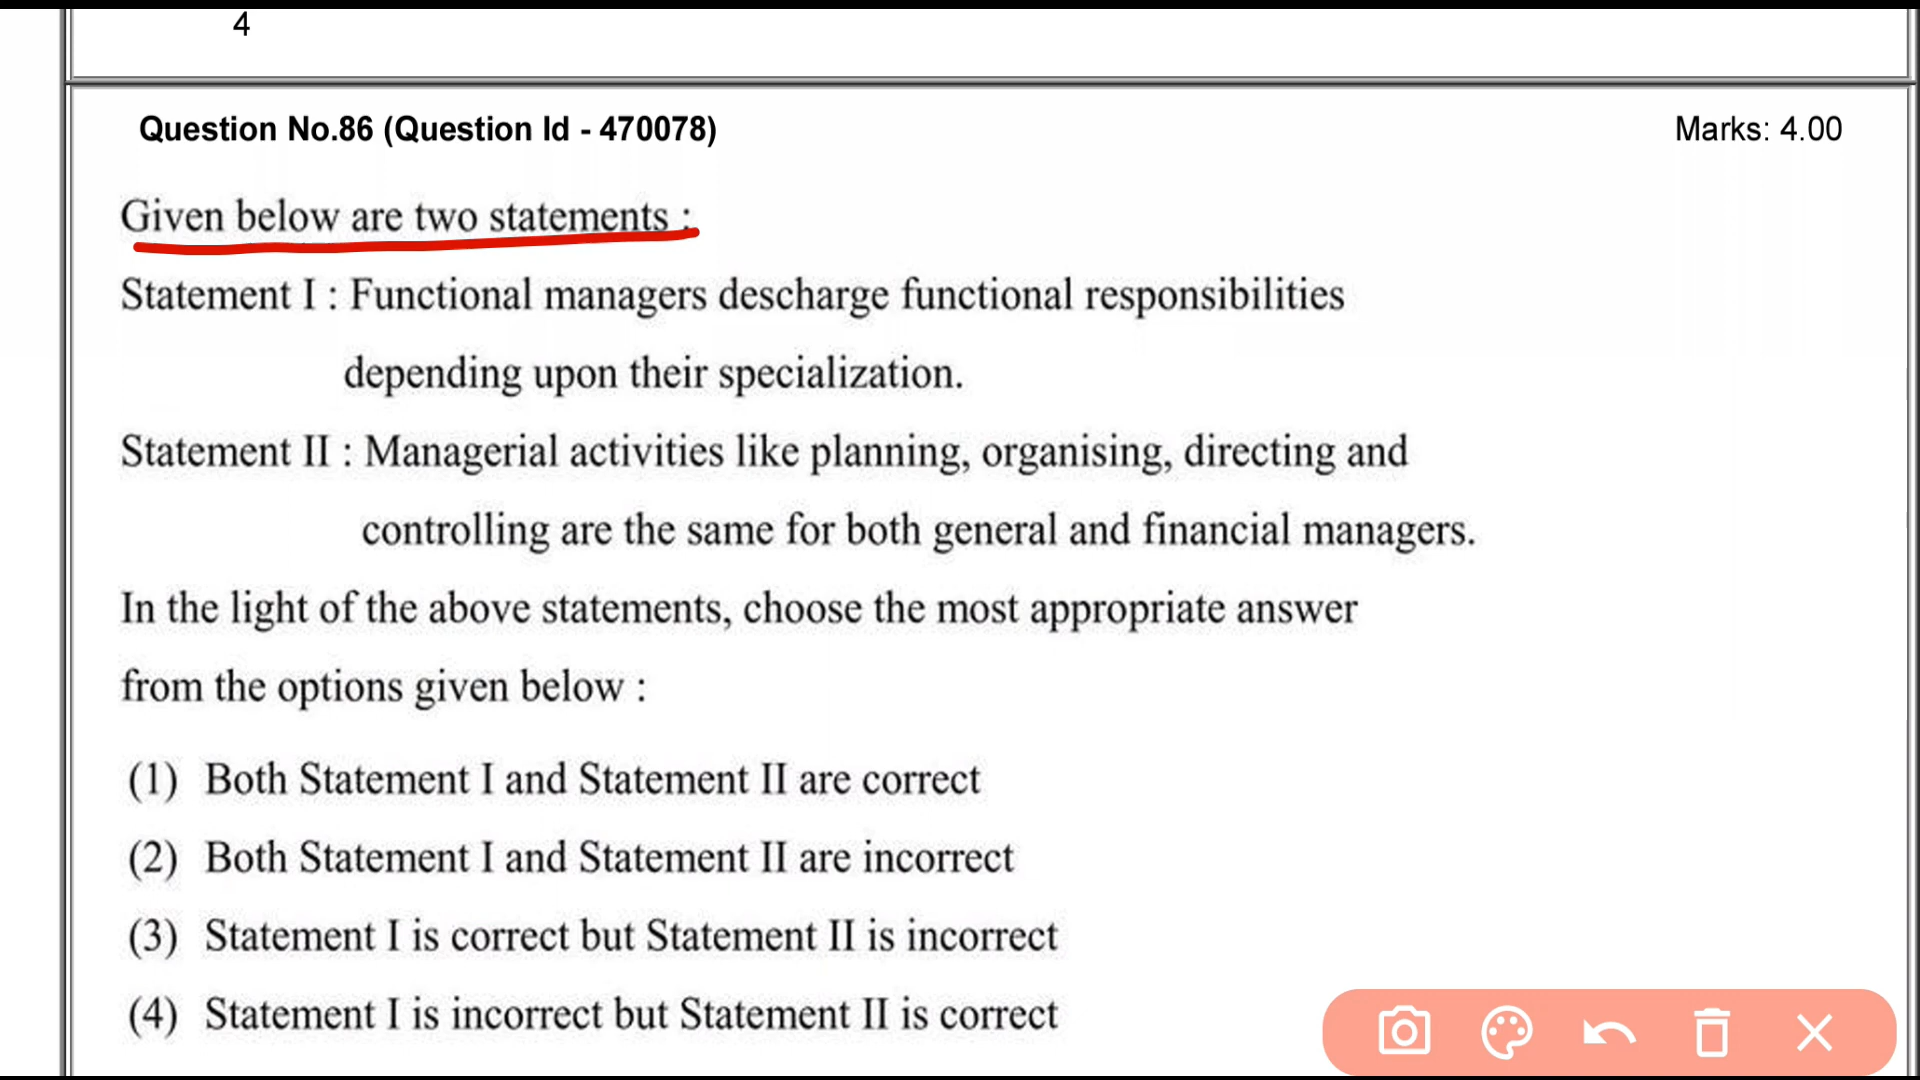 4
Question No.86 (Question Id - 470078)
Marks: 4.00
Given below are two statements :
Statement I : Functional managers descharge functional responsibilities
depending upon their specialization.
Statement II : Managerial activities like planning, organising, directing and
controlling are the same for both general and financial managers.
In the light of the above statements, choose the most appropriate answer
from the options given below :
(1) Both Statement I and Statement II are correct
(2) Both Statement I and Statement II are incorrect
(3) Statement I is correct but Statement II is incorrect
(4) Statement I is incorrect but Statement II is correct